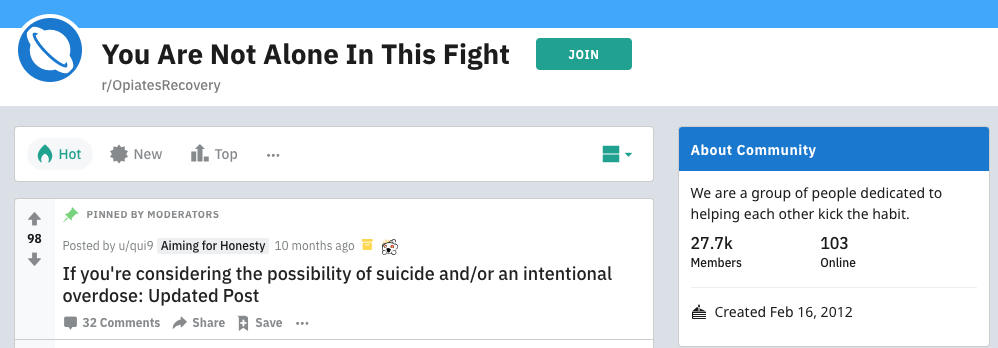 You Are Not Alone In This Fight
JOIN
r/OpiatesRecovery
Hot
New
Top
PINNED BY MODERATORS
98
Posted by u/qui9 Aiming for Honesty 10 months ago
If you're considering the possibility of suicide and/or an intentional
overdose: Updated Post
32 Comments
Share
Save
About Community
We are a group of people dedicated to
helping each other kick the habit.
27.7k 103
Members Online
Created Feb 16, 2012